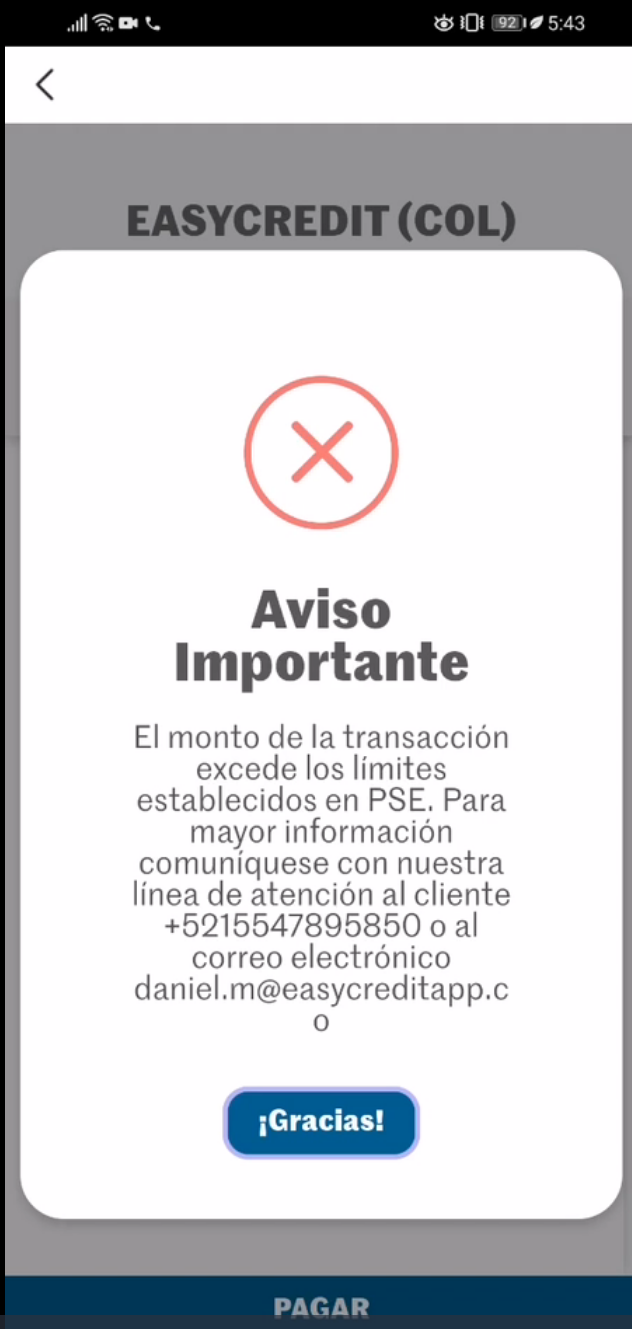 92 5:43
EASYCREDIT (COL)
Aviso
Importante
El monto de la transacción
excede los límites
establecidos en PSE. Para
mayor información
comuníquese con nuestra
línea de atención al cliente
+5215547895850 o al
correo electrónico
daniel.m@easycreditapp.c
o
¡Gracias!
PAGAR